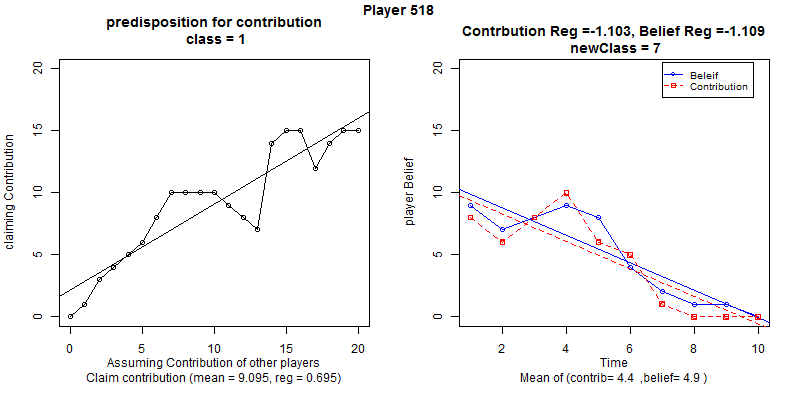 Player 518
predisposition for contribution
class = 1
claiming Contribution
0
5
10
15
20
0
5
10
15
20
Assuming Contribution of other players
Claim contribution (mean = 9.095, reg = 0.695)
Contrbution Reg =-1.103, Belief Reg =-1.109
newClass = 7
Beleif
Contribution
player Belief
0
5
10
15
20
2
4
6
8
10
Time
Mean of (contrib= 4.4 ,belief= 4.9 )